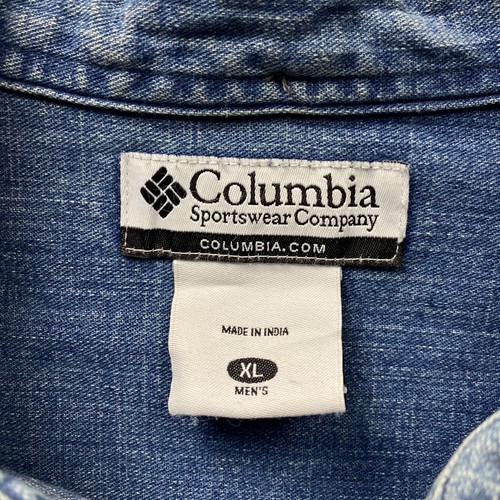 Columbia
Sportswear Company
COLUMBIA.COM
MADE IN INDIA
XL
MEN'S